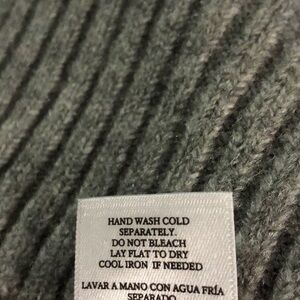 HAND WASH COLD
SEPARATELY.
DO NOT BLEACH
LAY FLAT TO DRY
COOL IRON IF NEEDED
LAVAR A MANO CON AGUA FRÍA
SEPARADO